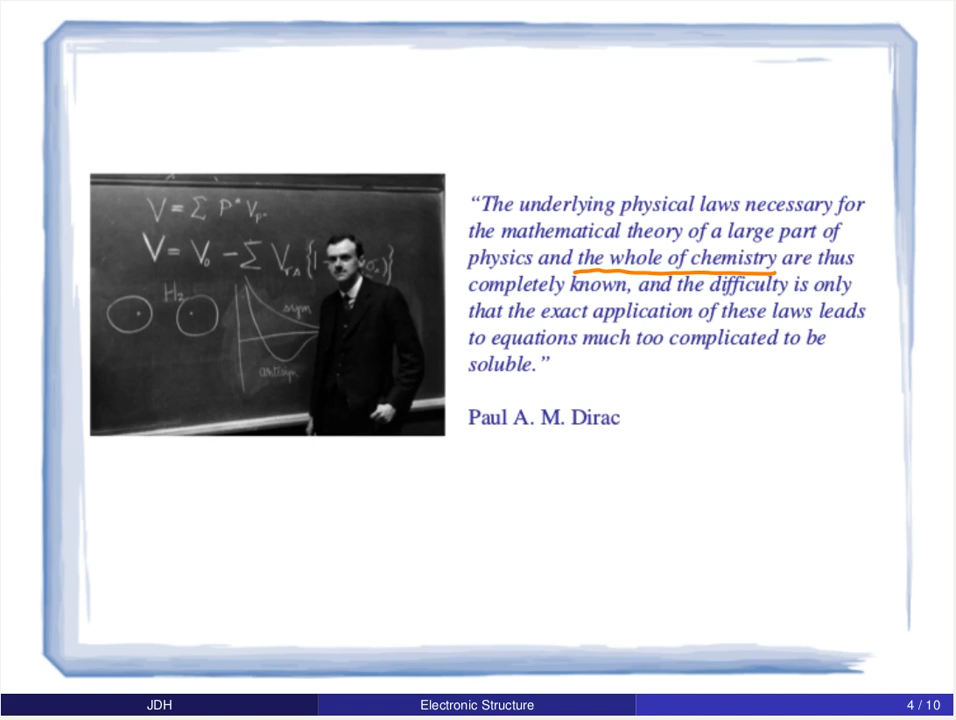 V = Σ P* V
V = V₀ − Σ V
H₂
sym
antisym
“The underlying physical laws necessary for
the mathematical theory of a large part of
physics and the whole of chemistry are thus
completely known, and the difficulty is only
that the exact application of these laws leads
to equations much too complicated to be
soluble.”
Paul A. M. Dirac
JDH
Electronic Structure
4 / 10